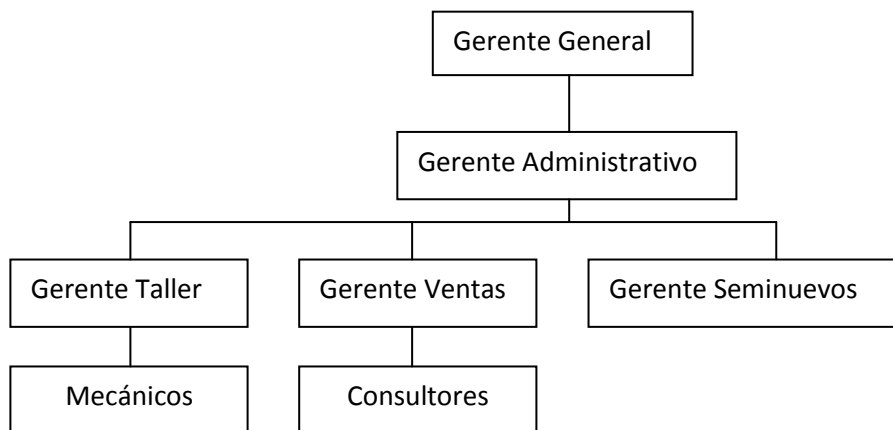 Gerente General
Gerente Administrativo
Gerente Taller
Gerente Ventas
Gerente Seminuevos
Mecánicos
Consultores